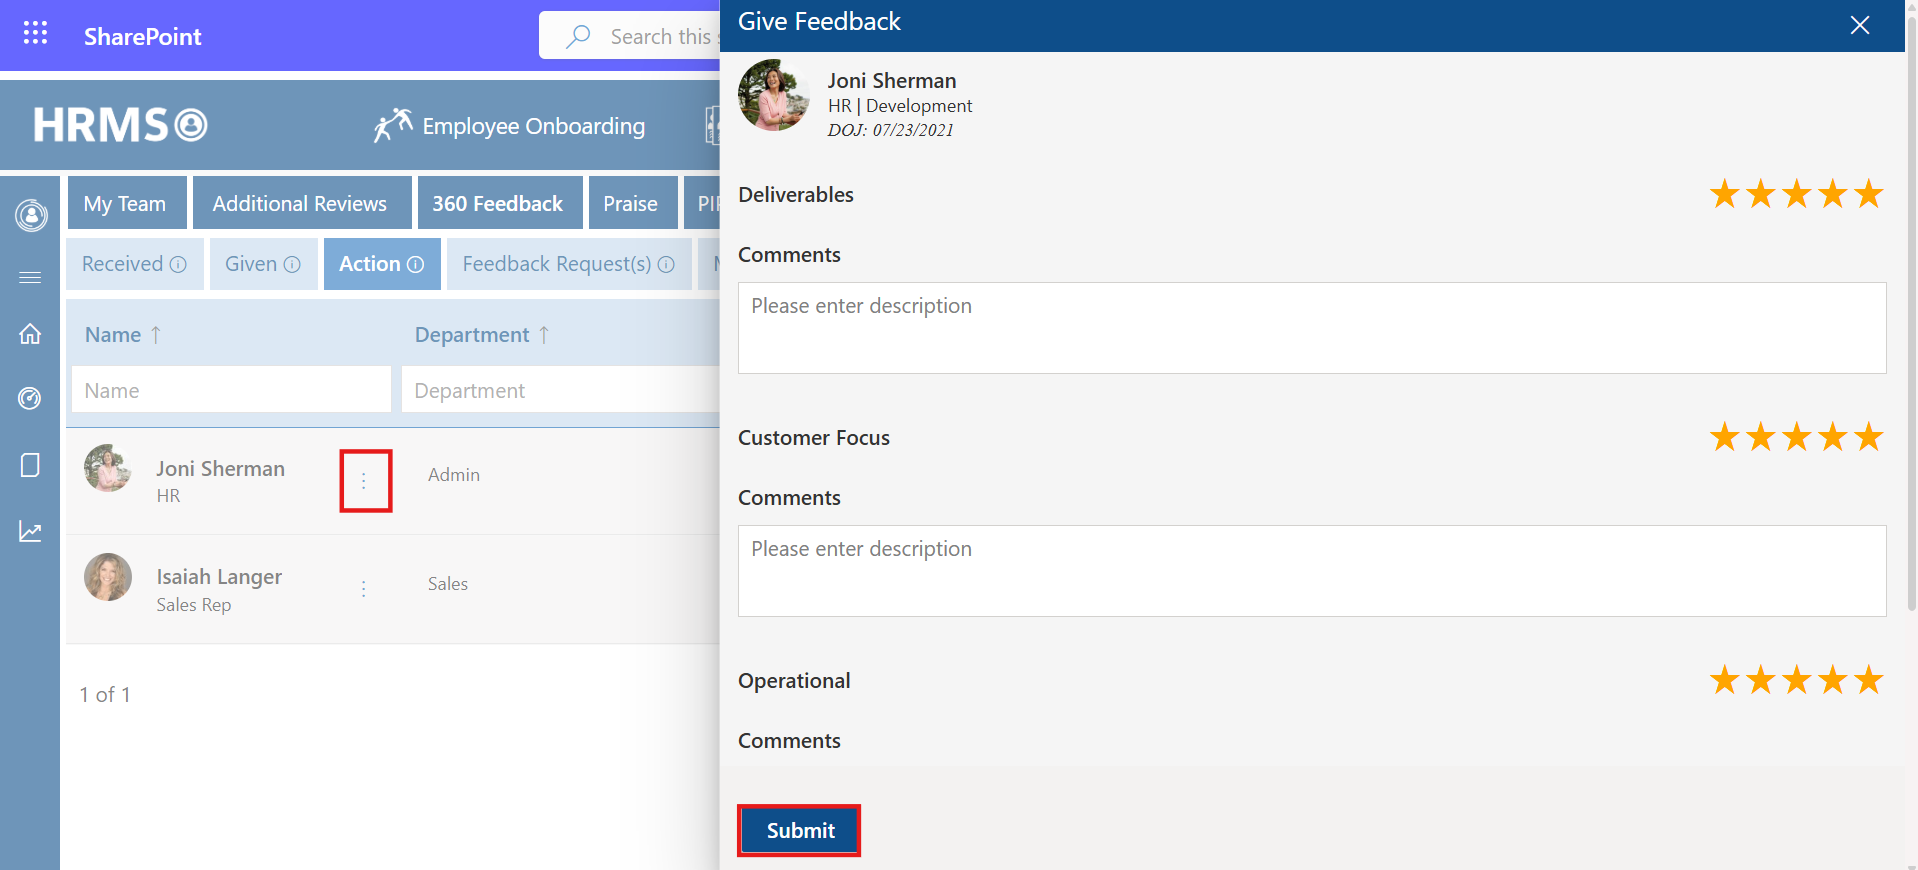 SharePoint
Search this
HRMS
Employee Onboarding
My Team
Additional Reviews
360 Feedback
Praise
Received
Given
Action
Feedback Request(s)
Name ↑
Department ↑
Name
Department
Joni Sherman
HR
Admin
Isaiah Langer
Sales Rep
Sales
1 of 1
Give Feedback
Joni Sherman
HR | Development
DOJ: 07/23/2021
Deliverables
Comments
Please enter description
Customer Focus
Comments
Please enter description
Operational
Comments
Submit